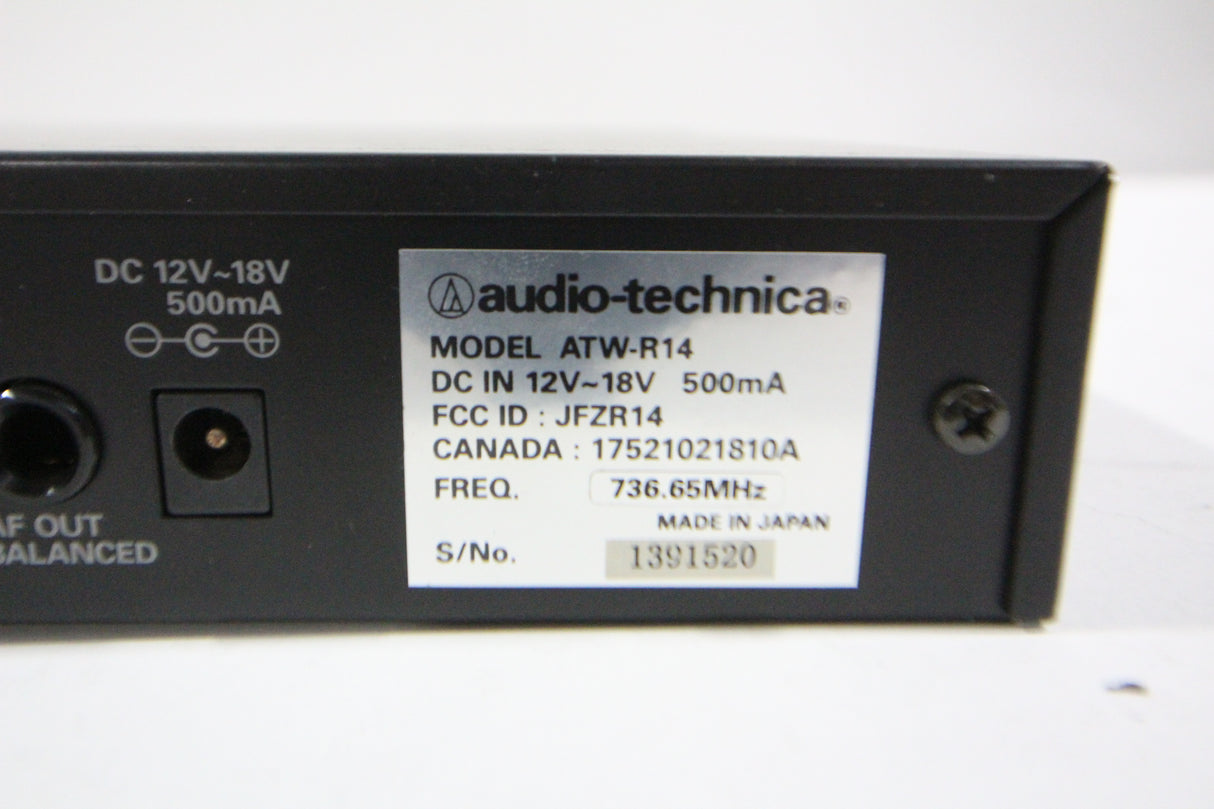 DC 12V~18V
500mA
AF OUT
BALANCED
audio-technica®
MODEL ATW-R14
DC IN 12V~18V 500mA
FCC ID : JFZR14
CANADA : 17521021810A
FREQ. 736.65MHz
MADE IN JAPAN
S/No. 1391520